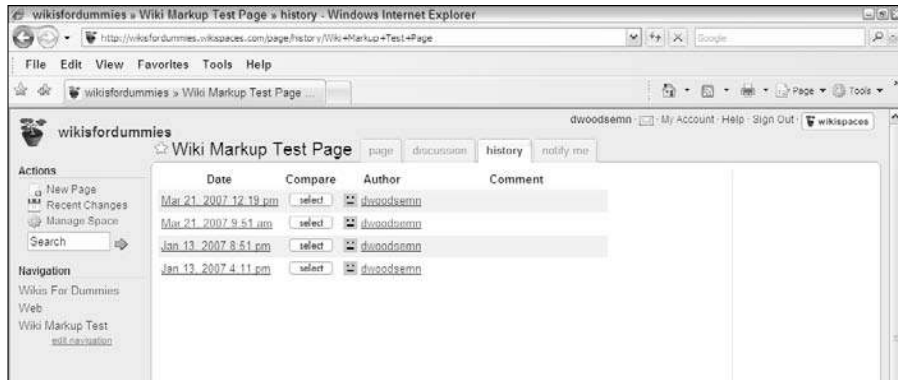 wikisfordummies » Wiki Markup Test Page » history - Windows Internet Explorer
http://wikisfordummies.wikispaces.com/page/history/Wiki+Markup+Test+Page
Google
File Edit View Favorites Tools Help
wikisfordummies » Wiki Markup Test Page ...
Page Tools
dwoodsemn · My Account · Help · Sign Out · wikispaces
wikisfordummies
Wiki Markup Test Page page discussion history notify me
Actions
New Page
Recent Changes
Manage Space
Search
Navigation
Wikis For Dummies
Web
Wiki Markup Test
edit navigation
Date Compare Author Comment
Mar 21, 2007 12:19 pm select dwoodsemn
Mar 21, 2007 9:51 am select dwoodsemn
Jan 13, 2007 8:51 pm select dwoodsemn
Jan 13, 2007 4:11 pm select dwoodsemn